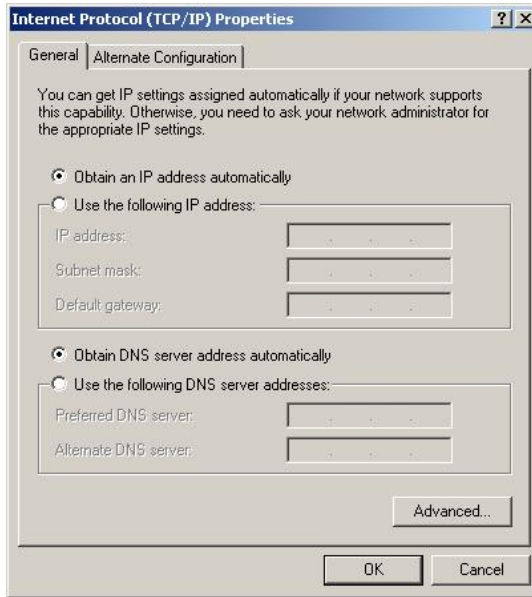 Internet Protocol (TCP/IP) Properties
General
Alternate Configuration
You can get IP settings assigned automatically if your network supports
this capability. Otherwise, you need to ask your network administrator for
the appropriate IP settings.
Obtain an IP address automatically
Use the following IP address:
IP address:
Subnet mask:
Default gateway:
Obtain DNS server address automatically
Use the following DNS server addresses:
Preferred DNS server:
Alternate DNS server:
Advanced...
OK
Cancel